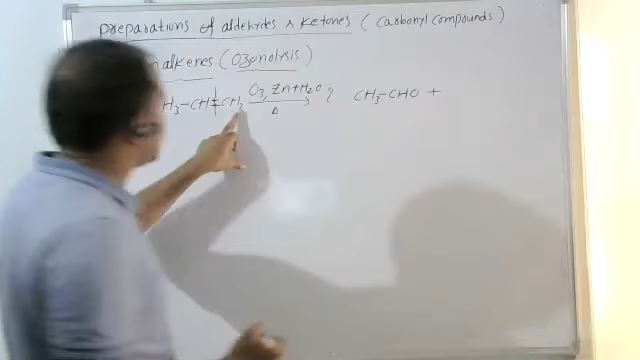 Preparations of aldehydes & Ketones (Carbonyl compounds)
alkenes (Ozonolysis)
H3-CH=CH2 O3, Zn+H2O ? CH3-CHO +
Δ